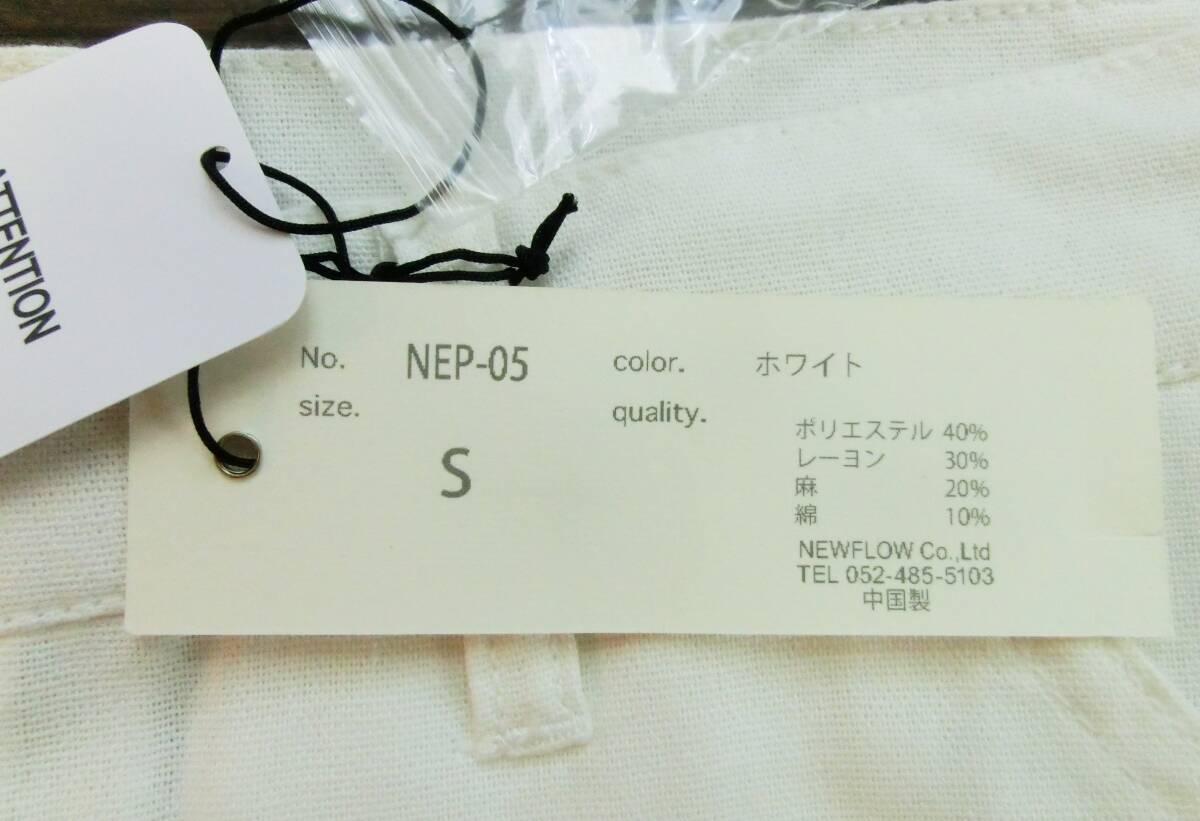 ATTENTION
No. NEP-05 color. ホワイト
size. S quality.
ポリエステル 40%
レーヨン 30%
麻 20%
綿 10%
NEWFLOW Co.,Ltd
TEL 052-485-5103
中国製